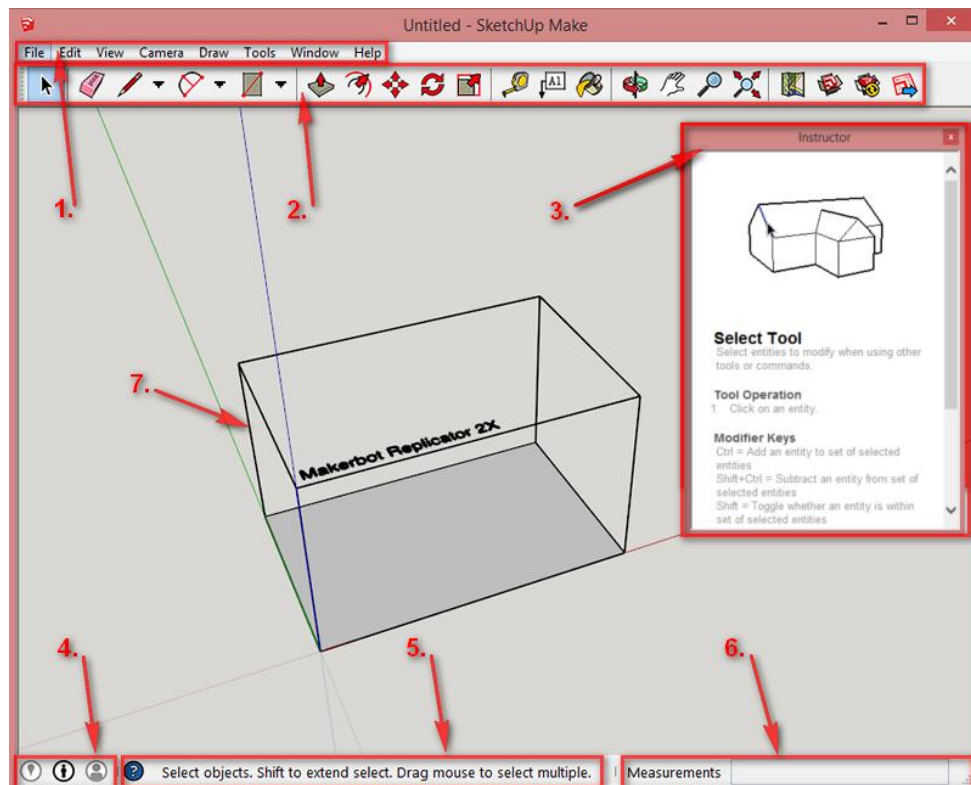 Untitled - SketchUp Make
File Edit View Camera Draw Tools Window Help
A1
1.
2.
3.
Instructor
x
Select Tool
Select entities to modify when using other
tools or commands.
Tool Operation
1. Click on an entity.
Modifier Keys
Ctrl = Add an entity to set of selected
entities
Shift+Ctrl = Subtract an entity from set of
selected entities
Shift = Toggle whether an entity is within
set of selected entities
7.
Makerbot Replicator 2X
4.
5.
6.
? Select objects. Shift to extend select. Drag mouse to select multiple.
Measurements